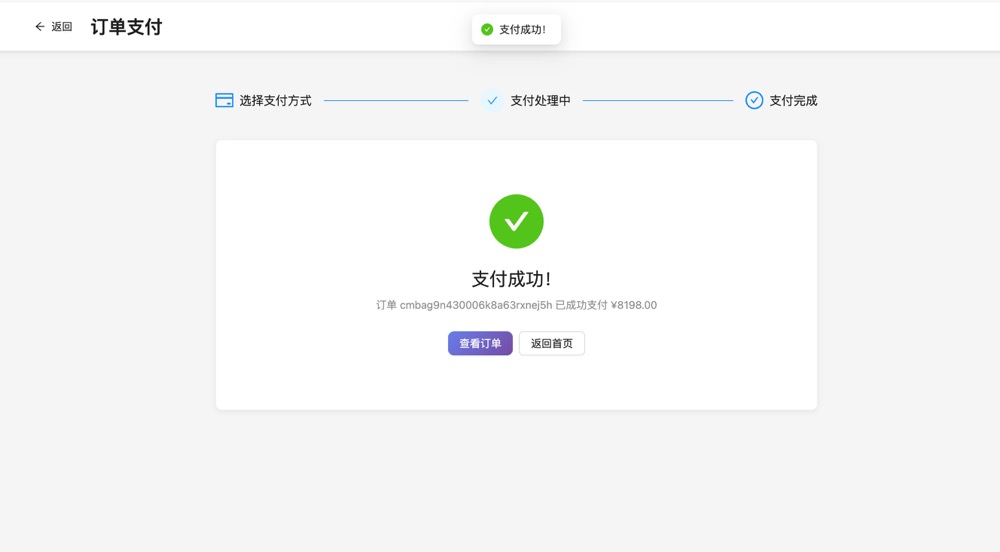 返回 订单支付
支付成功！
选择支付方式 支付处理中 支付完成
支付成功！
订单 cmbag9n430006k8a63rxnej5h 已成功支付 ¥8198.00
查看订单 返回首页